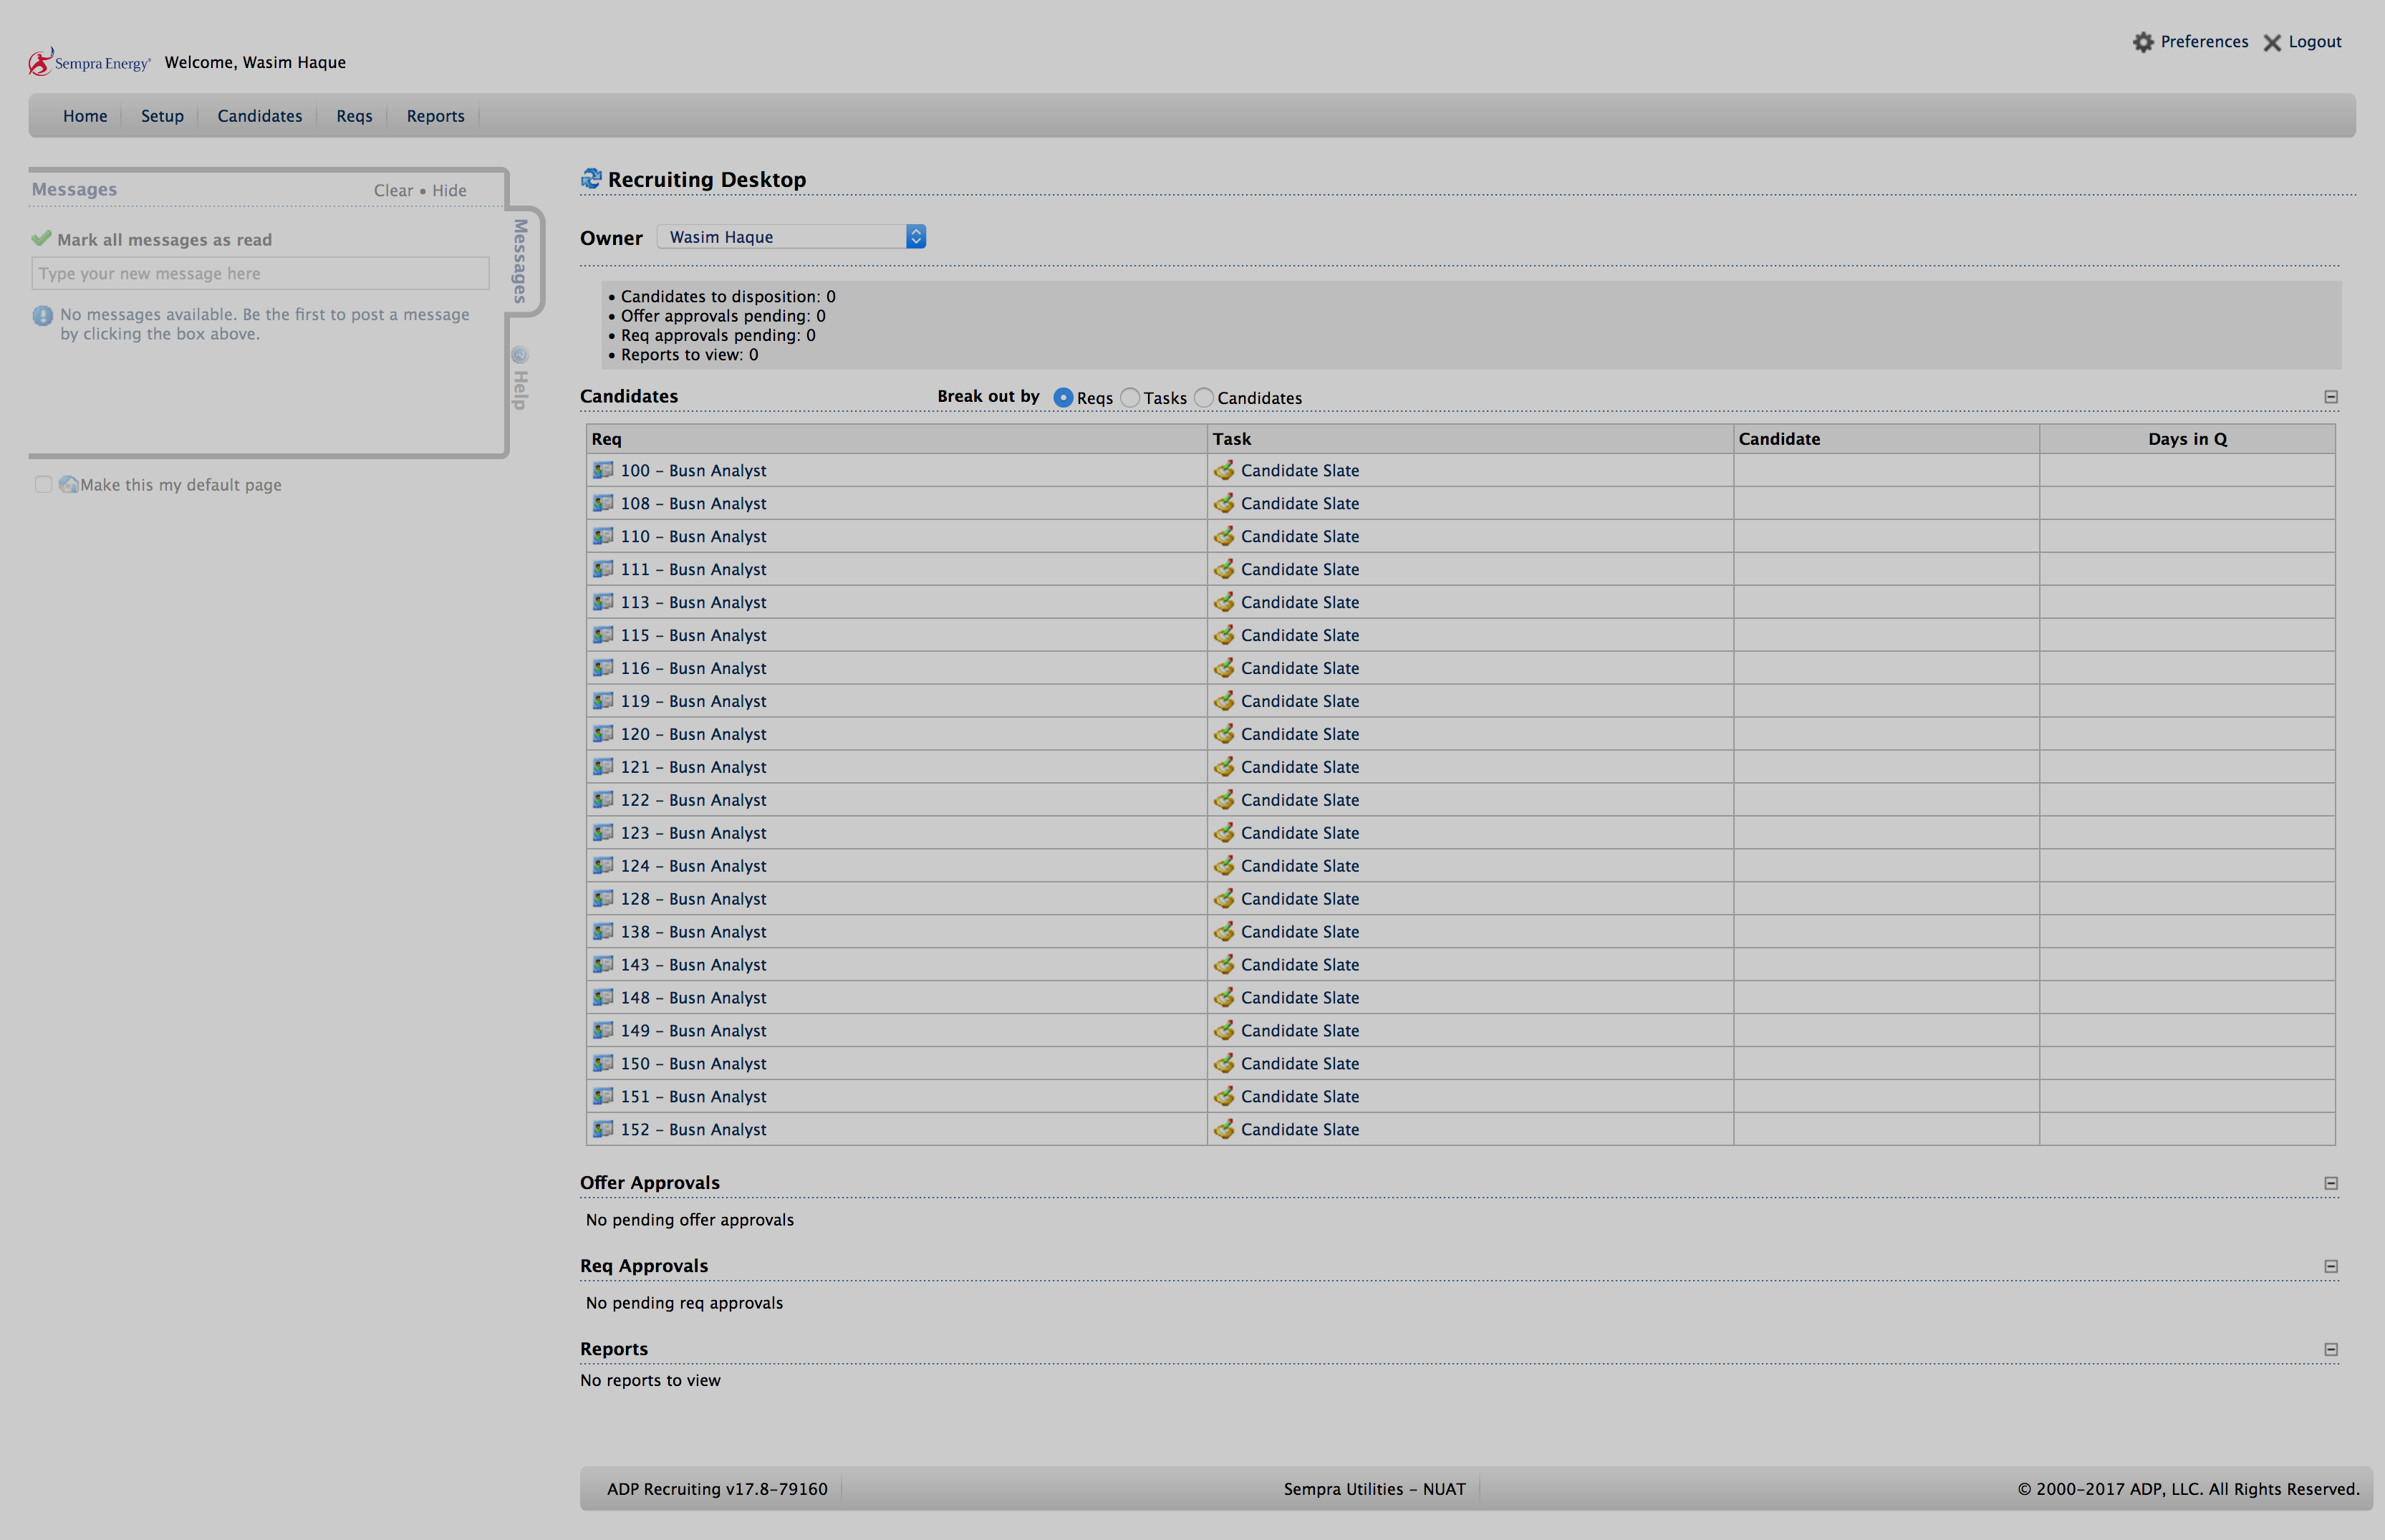 Preferences Logout
Sempra Energy® Welcome, Wasim Haque
Home Setup Candidates Reqs Reports
Messages Clear • Hide
Mark all messages as read
Type your new message here
No messages available. Be the first to post a message
by clicking the box above.
Messages
Help
Make this my default page
Recruiting Desktop
Owner Wasim Haque
• Candidates to disposition: 0
• Offer approvals pending: 0
• Req approvals pending: 0
• Reports to view: 0
Candidates Break out by Reqs Tasks Candidates
Req Task Candidate Days in Q
100 – Busn Analyst Candidate Slate
108 – Busn Analyst Candidate Slate
110 – Busn Analyst Candidate Slate
111 – Busn Analyst Candidate Slate
113 – Busn Analyst Candidate Slate
115 – Busn Analyst Candidate Slate
116 – Busn Analyst Candidate Slate
119 – Busn Analyst Candidate Slate
120 – Busn Analyst Candidate Slate
121 – Busn Analyst Candidate Slate
122 – Busn Analyst Candidate Slate
123 – Busn Analyst Candidate Slate
124 – Busn Analyst Candidate Slate
128 – Busn Analyst Candidate Slate
138 – Busn Analyst Candidate Slate
143 – Busn Analyst Candidate Slate
148 – Busn Analyst Candidate Slate
149 – Busn Analyst Candidate Slate
150 – Busn Analyst Candidate Slate
151 – Busn Analyst Candidate Slate
152 – Busn Analyst Candidate Slate
Offer Approvals
No pending offer approvals
Req Approvals
No pending req approvals
Reports
No reports to view
ADP Recruiting v17.8–79160 Sempra Utilities – NUAT © 2000–2017 ADP, LLC. All Rights Reserved.